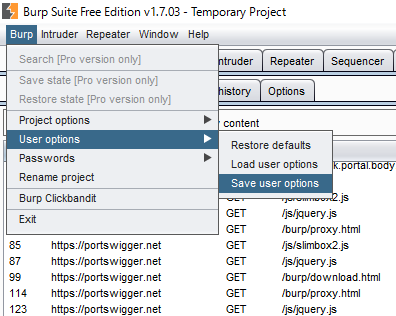 Burp Suite Free Edition v1.7.03 - Temporary Project
Burp Intruder Repeater Window Help
Search [Pro version only]
Save state [Pro version only]
Restore state [Pro version only]
Project options
User options
Passwords
Rename project
Burp Clickbandit
Exit
Restore defaults
Load user options
Save user options
Repeater Sequencer
history Options
content
k.portal.body
GET /js/slimbox2.js
GET /js/jquery.js
GET /burp/proxy.html
85 https://portswigger.net GET /js/slimbox2.js
87 https://portswigger.net GET /js/jquery.js
99 https://portswigger.net GET /burp/download.html
114 https://portswigger.net GET /burp/proxy.html
123 https://portswigger.net GET /js/jquery.js